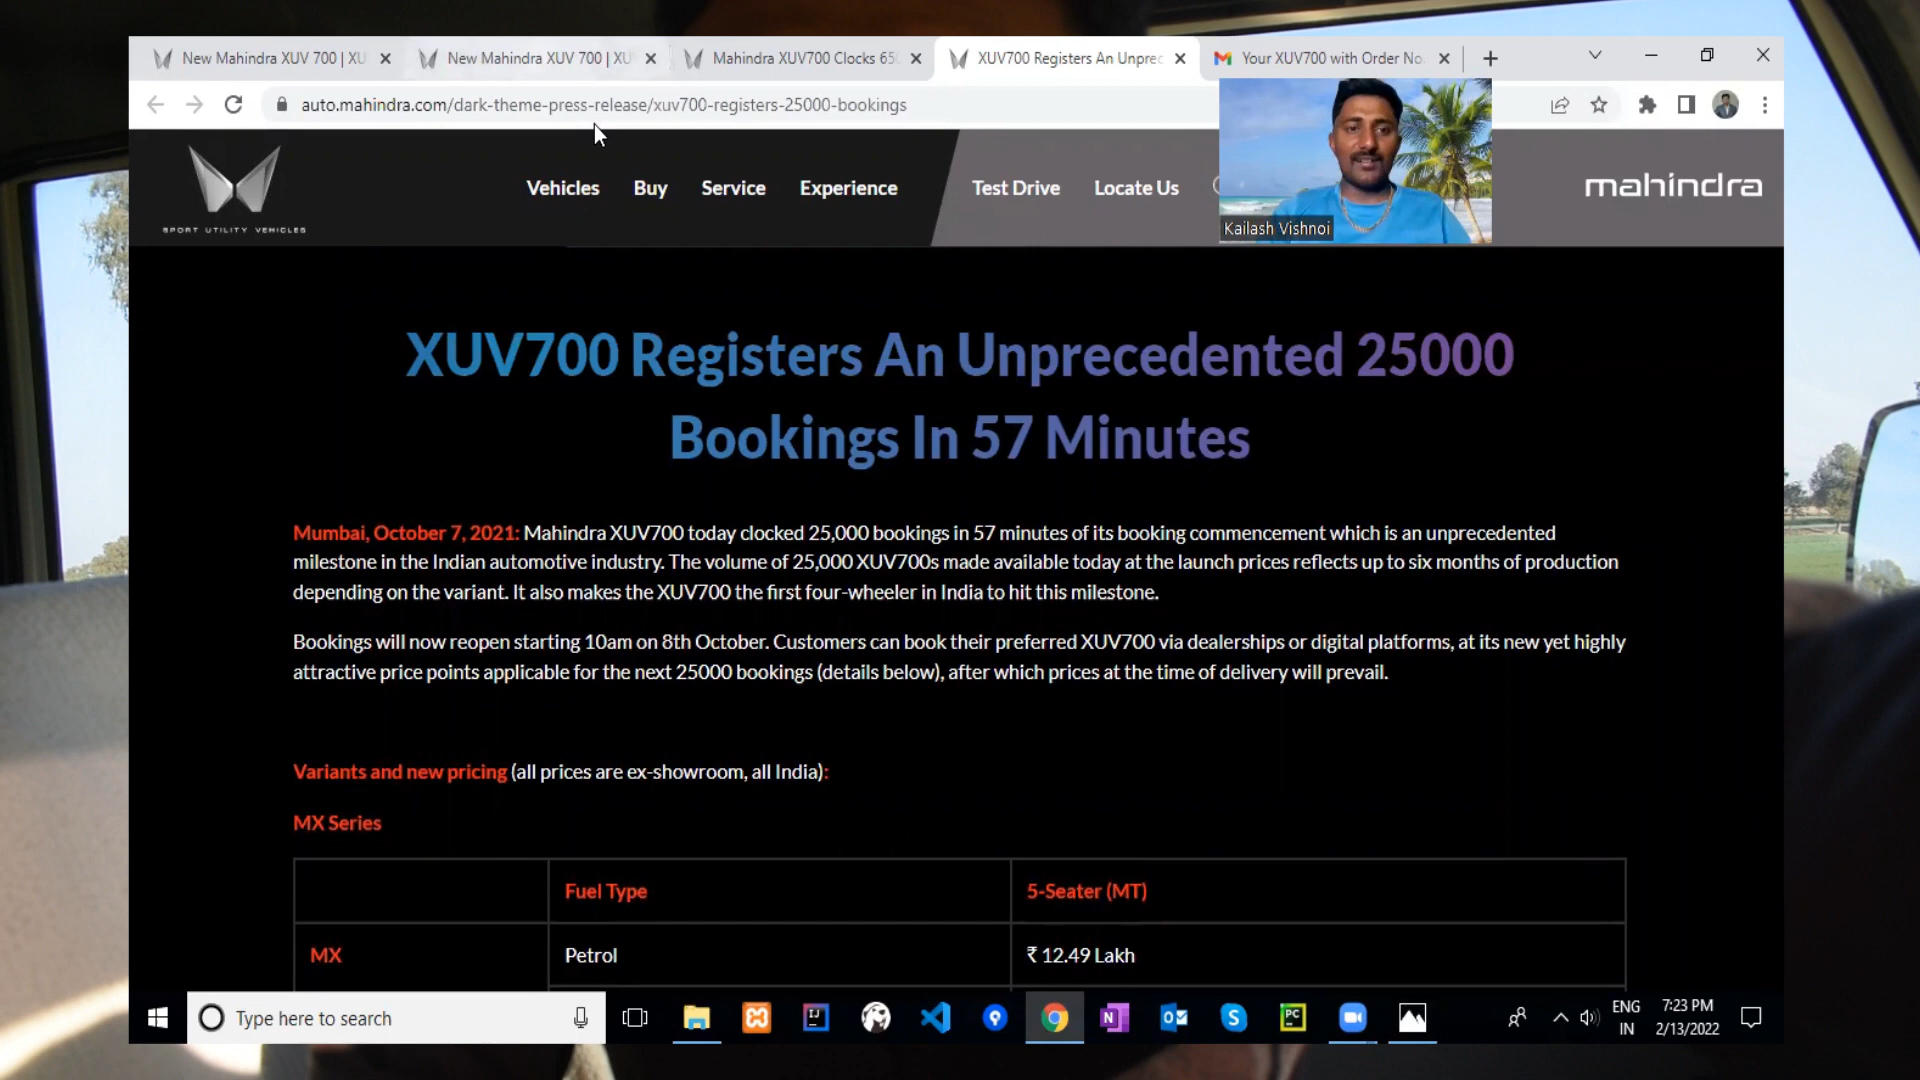 New Mahindra XUV 700 | XU
New Mahindra XUV 700 | XU
Mahindra XUV700 Clocks 650
XUV700 Registers An Unprec
Your XUV700 with Order No.
auto.mahindra.com/dark-theme-press-release/xuv700-registers-25000-bookings
SPORT UTILITY VEHICLES
Vehicles
Buy
Service
Experience
Test Drive
Locate Us
Kailash Vishnoi
mahindra
XUV700 Registers An Unprecedented 25000
Bookings In 57 Minutes
Mumbai, October 7, 2021: Mahindra XUV700 today clocked 25,000 bookings in 57 minutes of its booking commencement which is an unprecedented
milestone in the Indian automotive industry. The volume of 25,000 XUV700s made available today at the launch prices reflects up to six months of production
depending on the variant. It also makes the XUV700 the first four-wheeler in India to hit this milestone.
Bookings will now reopen starting 10am on 8th October. Customers can book their preferred XUV700 via dealerships or digital platforms, at its new yet highly
attractive price points applicable for the next 25000 bookings (details below), after which prices at the time of delivery will prevail.
Variants and new pricing (all prices are ex-showroom, all India):
MX Series
Fuel Type
5-Seater (MT)
MX
Petrol
₹ 12.49 Lakh
Type here to search
IJ
N
S
PC
ENG
IN
7:23 PM
2/13/2022